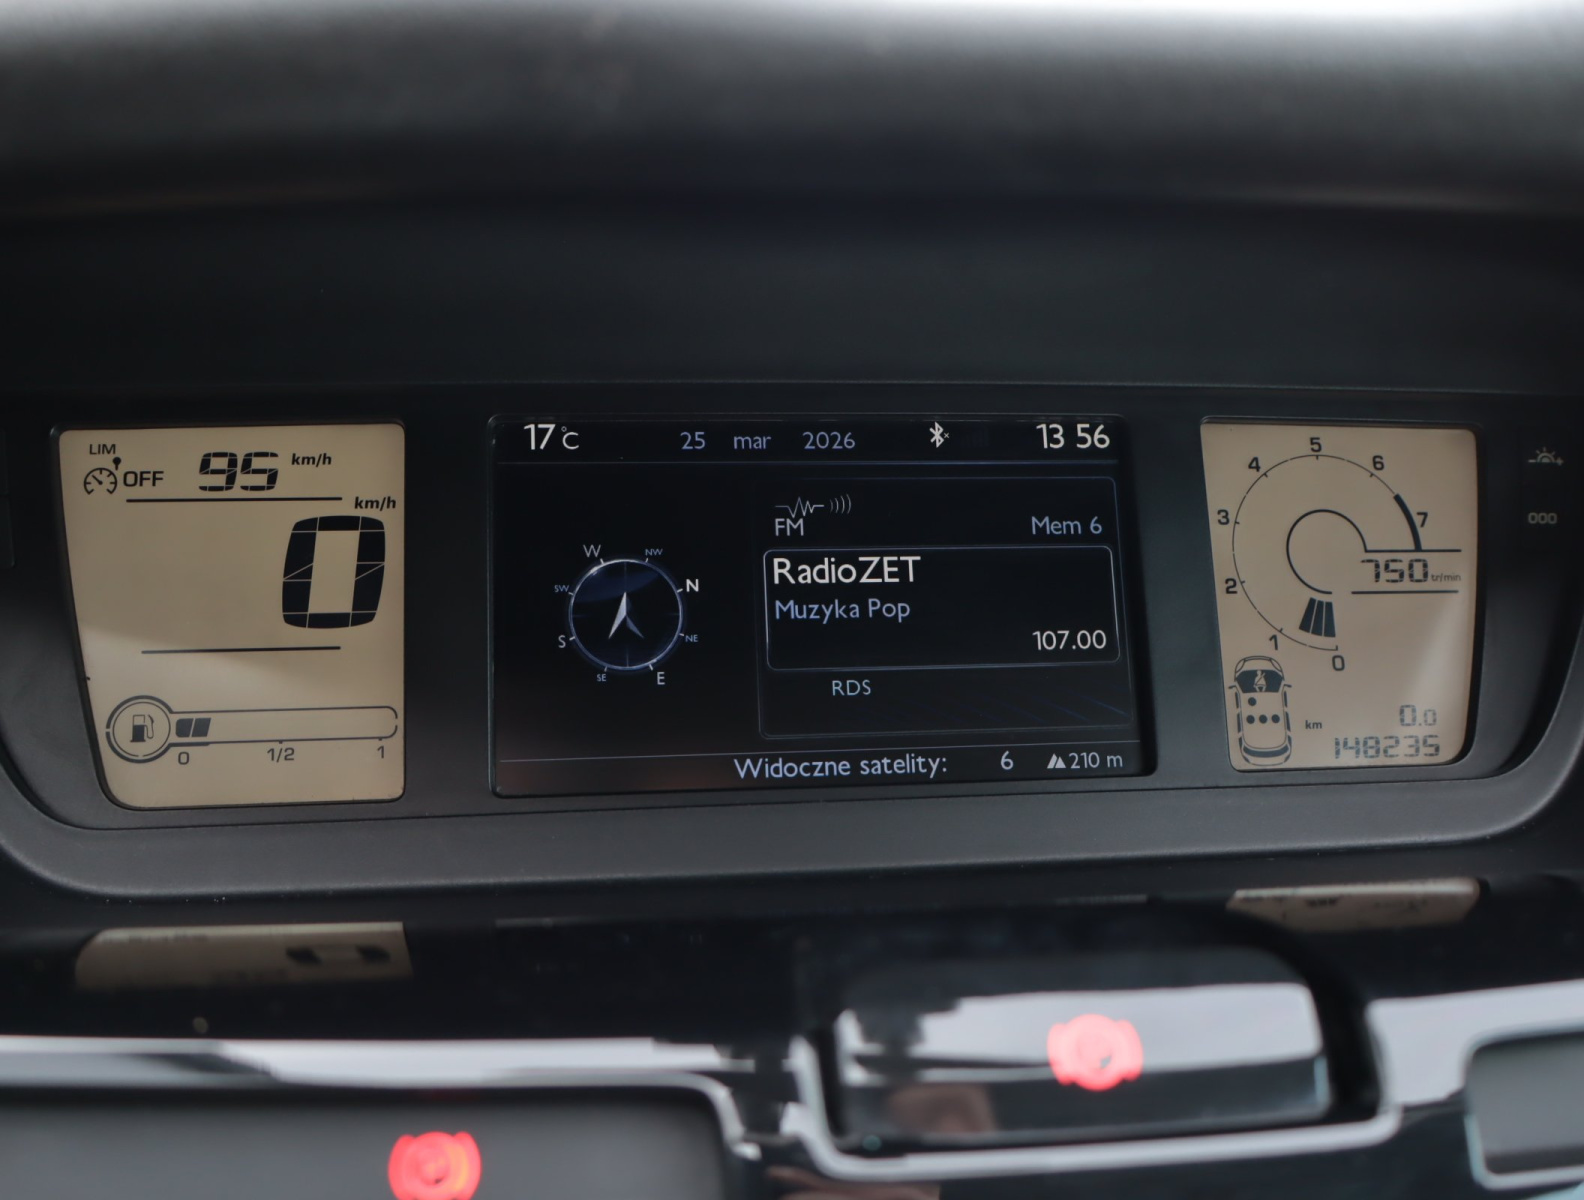 LIM
OFF 95 km/h
km/h
0
0 1/2 1
17 °C 25 mar 2026 13 56
W NW N NE E SE S SW
FM Mem 6
RadioZET
Muzyka Pop
107.00
RDS
Widoczne satelity: 6 210 m
0 1 2 3 4 5 6 7
750 tr/min
km 0.0
148235
000